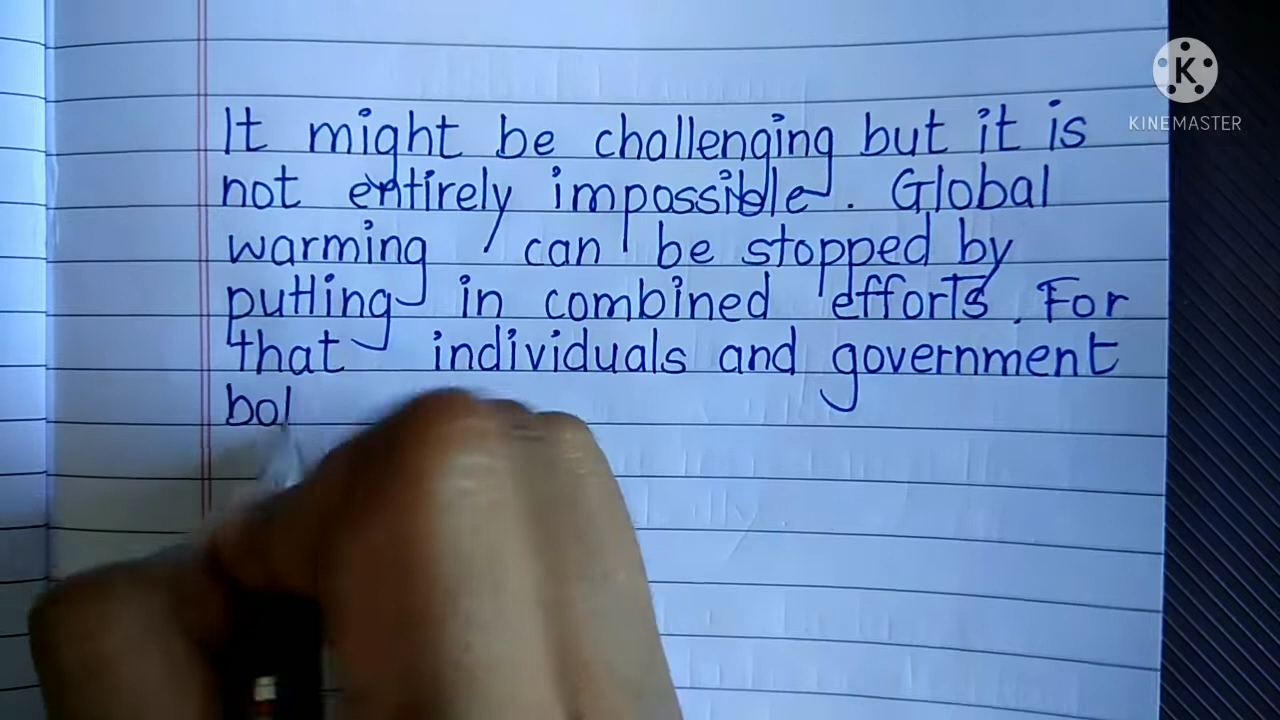 It might be challenging but it is
not entirely impossible. Global
warming can be stopped by
putting in combined efforts. For
that individuals and government
K
KINEMASTER